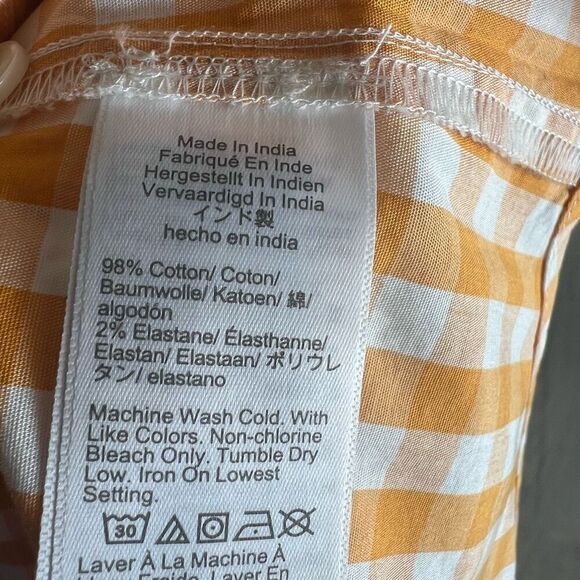 Made In India
Fabriqué En Inde
Hergestellt In Indien
Vervaardigd In India
インド製
hecho en india
98% Cotton/ Coton/
Baumwolle/ Katoen/ 綿/
algodón
2% Elastane/ Élasthanne/
Elastan/ Elastaan/ ポリウレ
タン/ elastano
Machine Wash Cold. With
Like Colors. Non-chlorine
Bleach Only. Tumble Dry
Low. Iron On Lowest
Setting.
30
Laver À La Machine À
Laver En